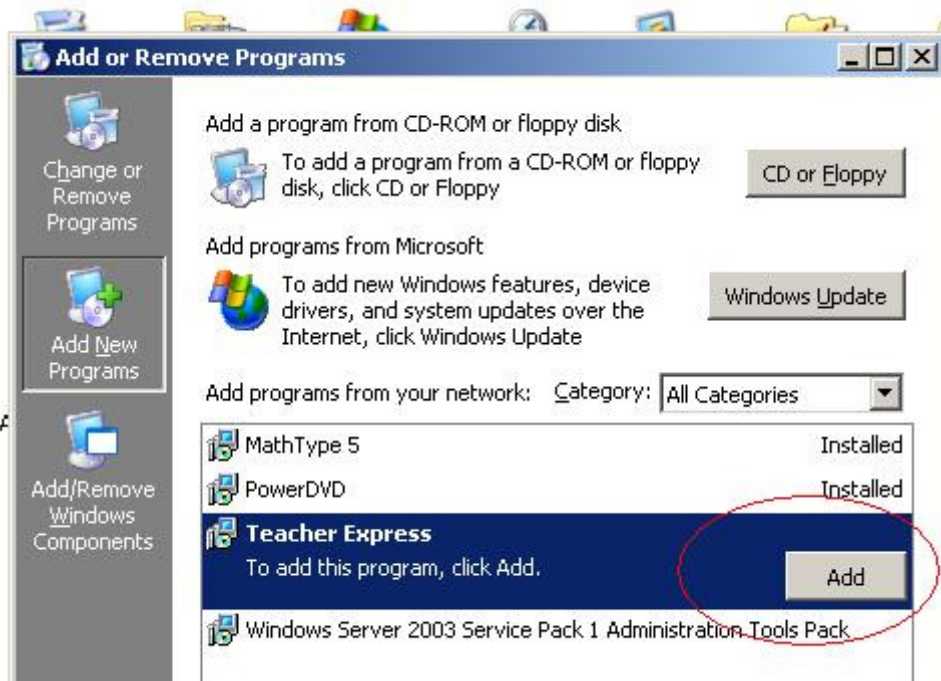 Add or Remove Programs
Change or
Remove
Programs
Add New
Programs
Add/Remove
Windows
Components
Add a program from CD-ROM or floppy disk
To add a program from a CD-ROM or floppy
disk, click CD or Floppy
CD or Floppy
Add programs from Microsoft
To add new Windows features, device
drivers, and system updates over the
Internet, click Windows Update
Windows Update
Add programs from your network: Category: All Categories
MathType 5 Installed
PowerDVD Installed
Teacher Express
To add this program, click Add.
Add
Windows Server 2003 Service Pack 1 Administration Tools Pack